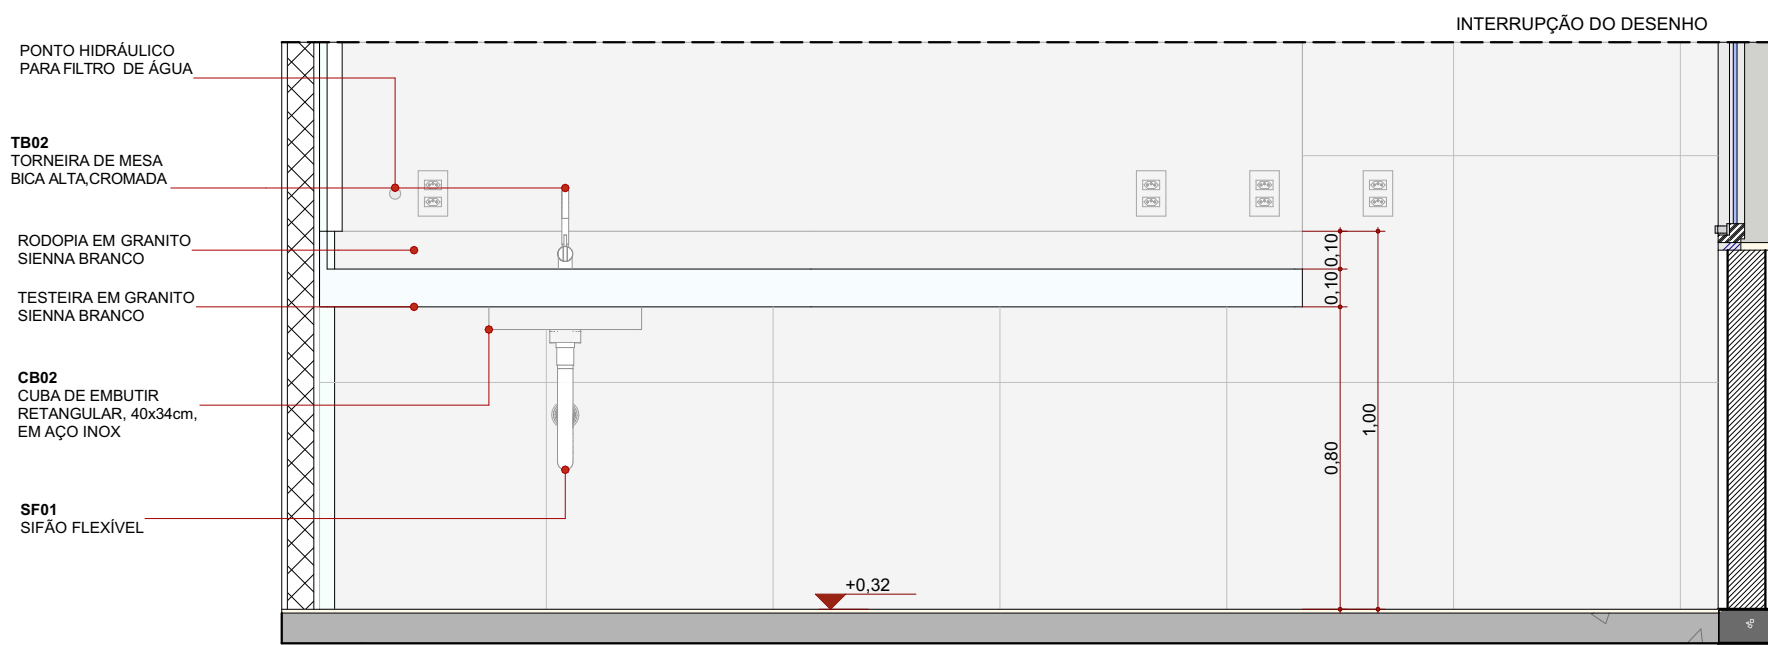 INTERRUPÇÃO DO DESENHO
PONTO HIDRÁULICO
PARA FILTRO DE ÁGUA
TB02
TORNEIRA DE MESA
BICA ALTA,CROMADA
RODOPIA EM GRANITO
SIENNA BRANCO
TESTEIRA EM GRANITO
SIENNA BRANCO
CB02
CUBA DE EMBUTIR
RETANGULAR, 40x34cm,
EM AÇO INOX
SF01
SIFÃO FLEXÍVEL
0,10
0,10
0,80
1,00
+0,32